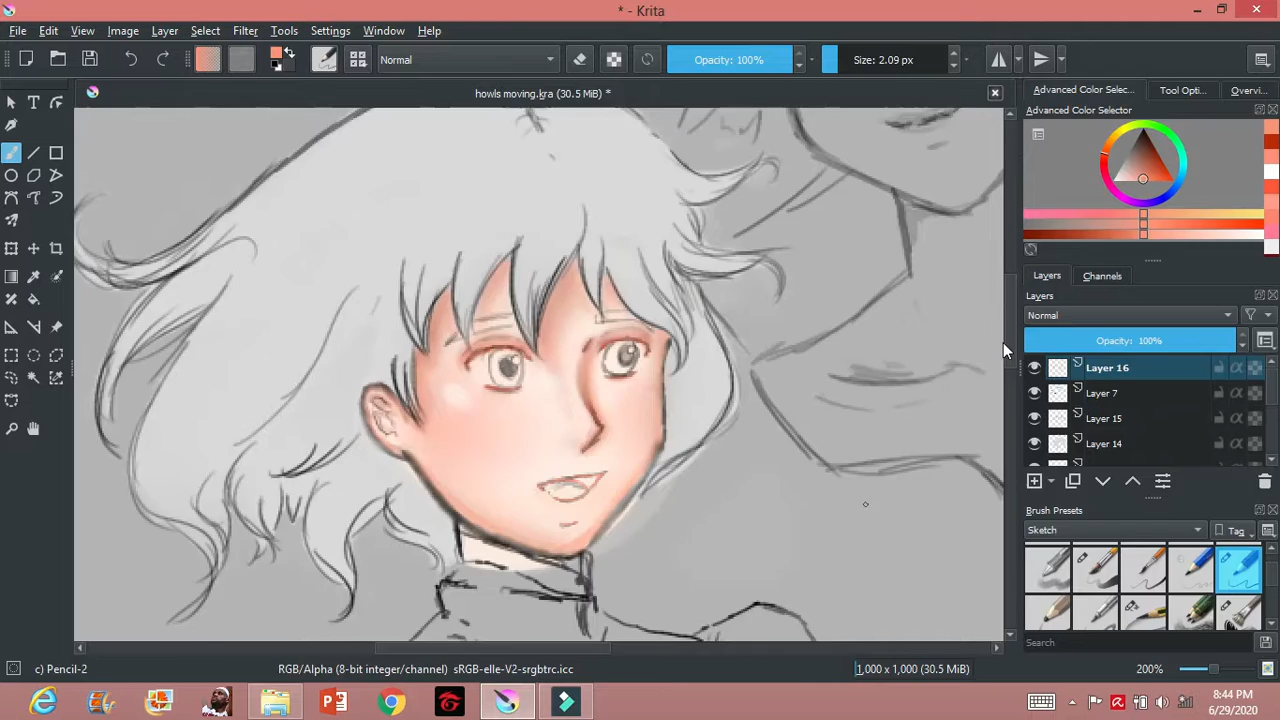 * - Krita
File Edit View Image Layer Select Filter Tools Settings Window Help
Normal Opacity: 100% Size: 2.09 px
howls moving.kra (30.5 MiB) *
Advanced Color Selec... Tool Opti... Overvi...
Advanced Color Selector
Layers Channels
Layers
Normal
Opacity: 100%
Layer 16
Layer 7
Layer 15
Layer 14
Brush Presets
Sketch Tag
Search
c) Pencil-2 RGB/Alpha (8-bit integer/channel) sRGB-elle-V2-srgbtrc.icc 1,000 x 1,000 (30.5 MiB) 200%
8:44 PM
6/29/2020